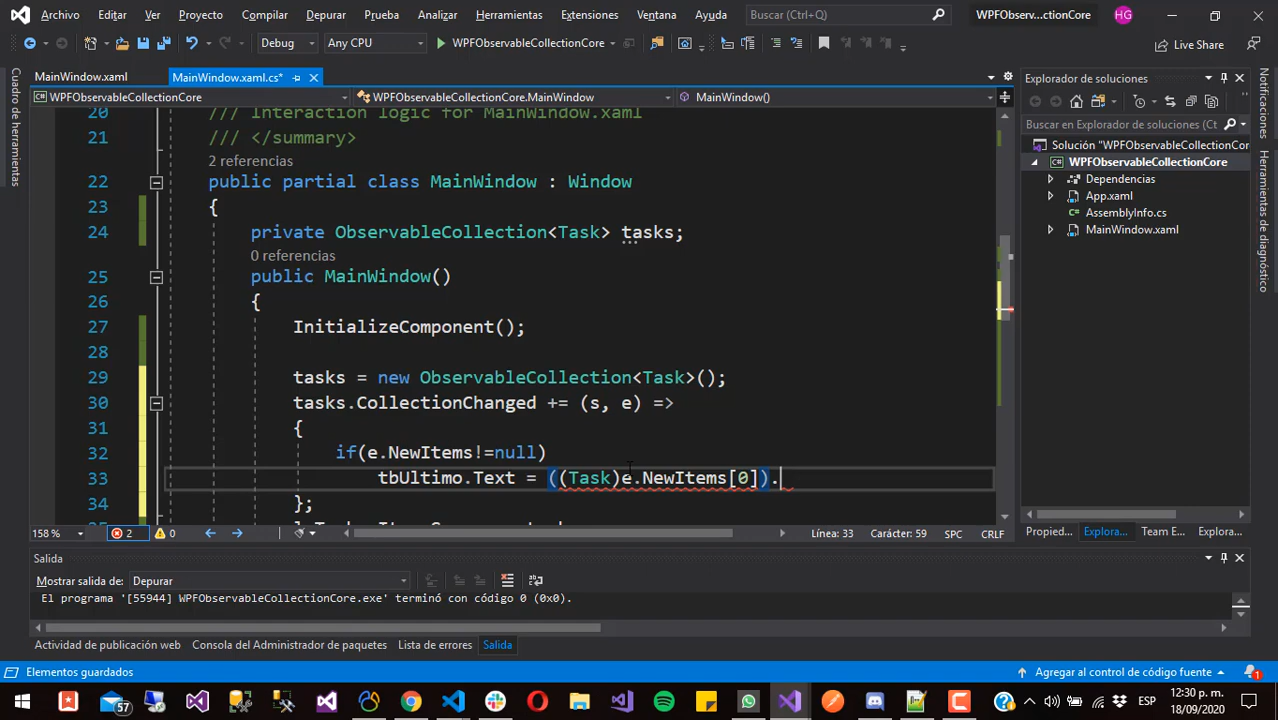 Archivo Editar Ver Proyecto Compilar Depurar Prueba Analizar Herramientas Extensiones Ventana Ayuda Buscar (Ctrl+Q) WPFObserv...ctionCore HG
Debug Any CPU WPFObservableCollectionCore Live Share
Cuadro de herramientas
MainWindow.xaml MainWindow.xaml.cs*
WPFObservableCollectionCore WPFObservableCollectionCore.MainWindow MainWindow()
20 /// Interaction logic for MainWindow.xaml
21 /// </summary>
2 referencias
22 public partial class MainWindow : Window
23 {
24 private ObservableCollection<Task> tasks;
0 referencias
25 public MainWindow()
26 {
27 InitializeComponent();
28
29 tasks = new ObservableCollection<Task>();
30 tasks.CollectionChanged += (s, e) =>
31 {
32 if(e.NewItems!=null)
33 tbUltimo.Text = ((Task)e.NewItems[0]).
34 };
158 % 2 0 Línea: 33 Carácter: 59 SPC CRLF
Explorador de soluciones
Buscar en Explorador de soluciones (Ct
Solución "WPFObservableCollectionCor
WPFObservableCollectionCore
Dependencias
App.xaml
AssemblyInfo.cs
MainWindow.xaml
Propied... Explora... Team E... Explora...
Notificaciones
Herramientas de diagnóstico
Salida
Mostrar salida de: Depurar
El programa '[55944] WPFObservableCollectionCore.exe' terminó con código 0 (0x0).
Actividad de publicación web Consola del Administrador de paquetes Lista de errores Salida
Elementos guardados Agregar al control de código fuente 1
57 ESP 12:30 p. m.
18/09/2020